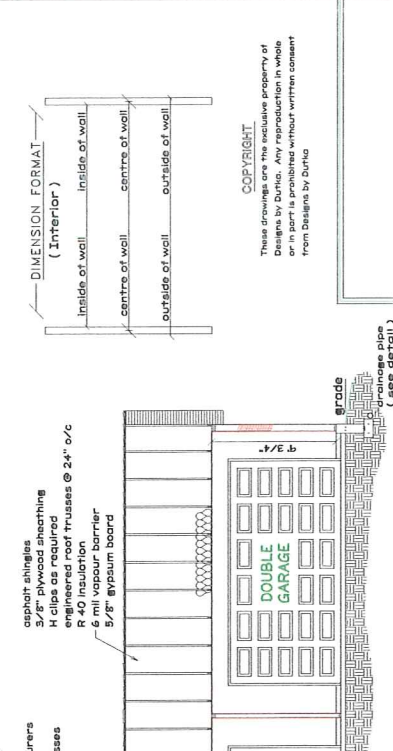 DIMENSION FORMAT
( Interior )
inside of wall inside of wall
centre of wall centre of wall
outside of wall outside of wall
COPYRIGHT
These drawings are the exclusive property of
Designs by Dutka. Any reproduction in whole
or in part is prohibited without written consent
from Designs by Dutka
asphalt shingles
3/8" plywood sheathing
H clips as required
engineered roof trusses @ 24" o/c
R 40 insulation
6 mil vapour barrier
5/8" gypsum board
urers
sses
DOUBLE
GARAGE
9' 3/4"
grade
drainage pipe
( see detail )